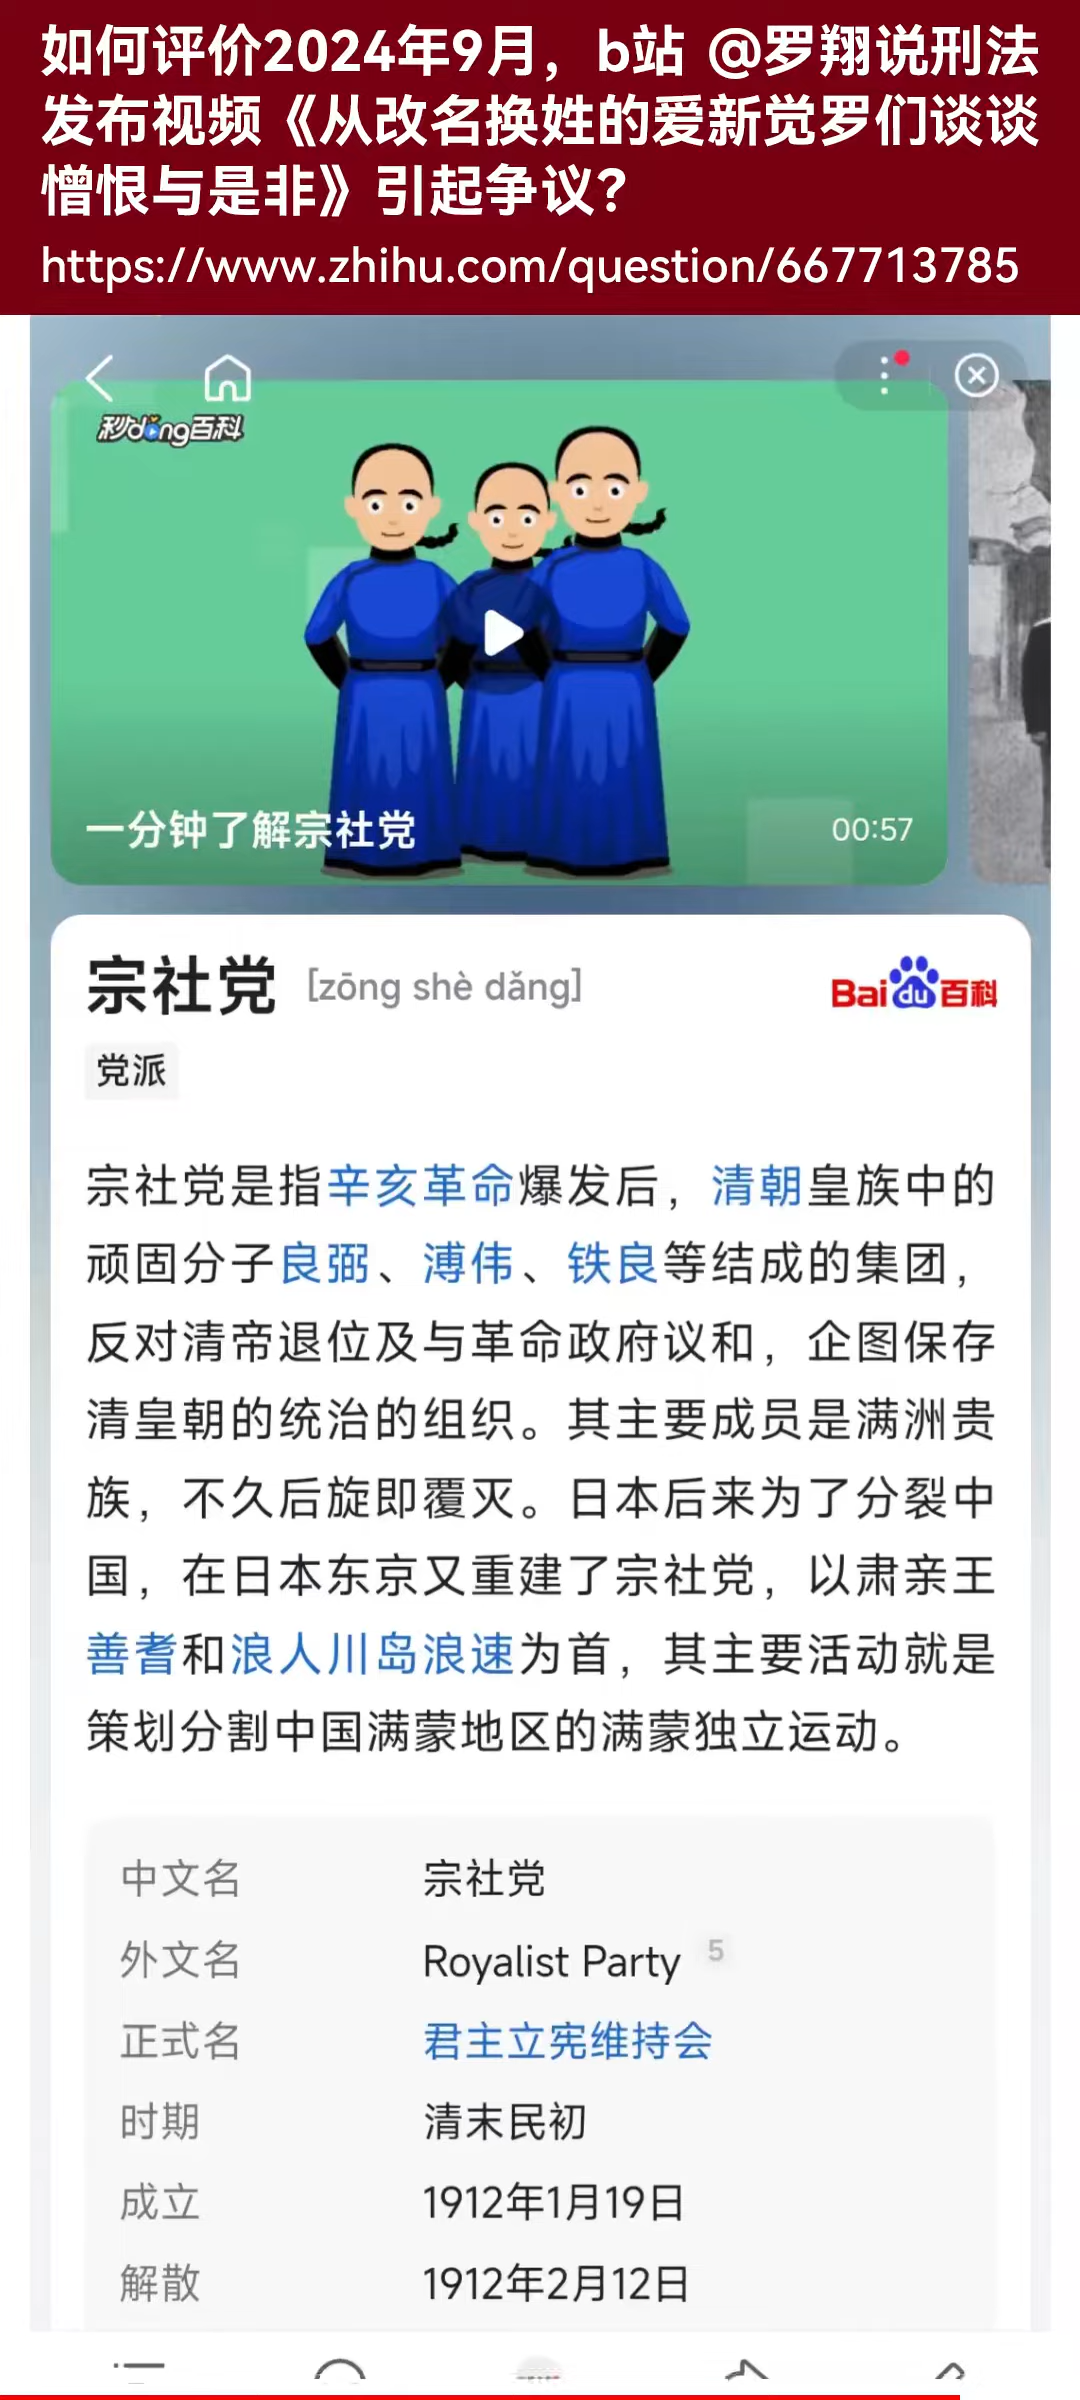 如何评价2024年9月，b站 @罗翔说刑法
发布视频《从改名换姓的爱新觉罗们谈谈
憎恨与是非》引起争议？
https://www.zhihu.com/question/667713785
秒dong百科
一分钟了解宗社党
00:57
宗社党 [zōng shè dǎng]
Bai du 百科
党派
宗社党是指辛亥革命爆发后，清朝皇族中的
顽固分子良弼、溥伟、铁良等结成的集团，
反对清帝退位及与革命政府议和，企图保存
清皇朝的统治的组织。其主要成员是满洲贵
族，不久后旋即覆灭。日本后来为了分裂中
国，在日本东京又重建了宗社党，以肃亲王
善耆和浪人川岛浪速为首，其主要活动就是
策划分割中国满蒙地区的满蒙独立运动。
中文名 宗社党
外文名 Royalist Party 5
正式名 君主立宪维持会
时期 清末民初
成立 1912年1月19日
解散 1912年2月12日